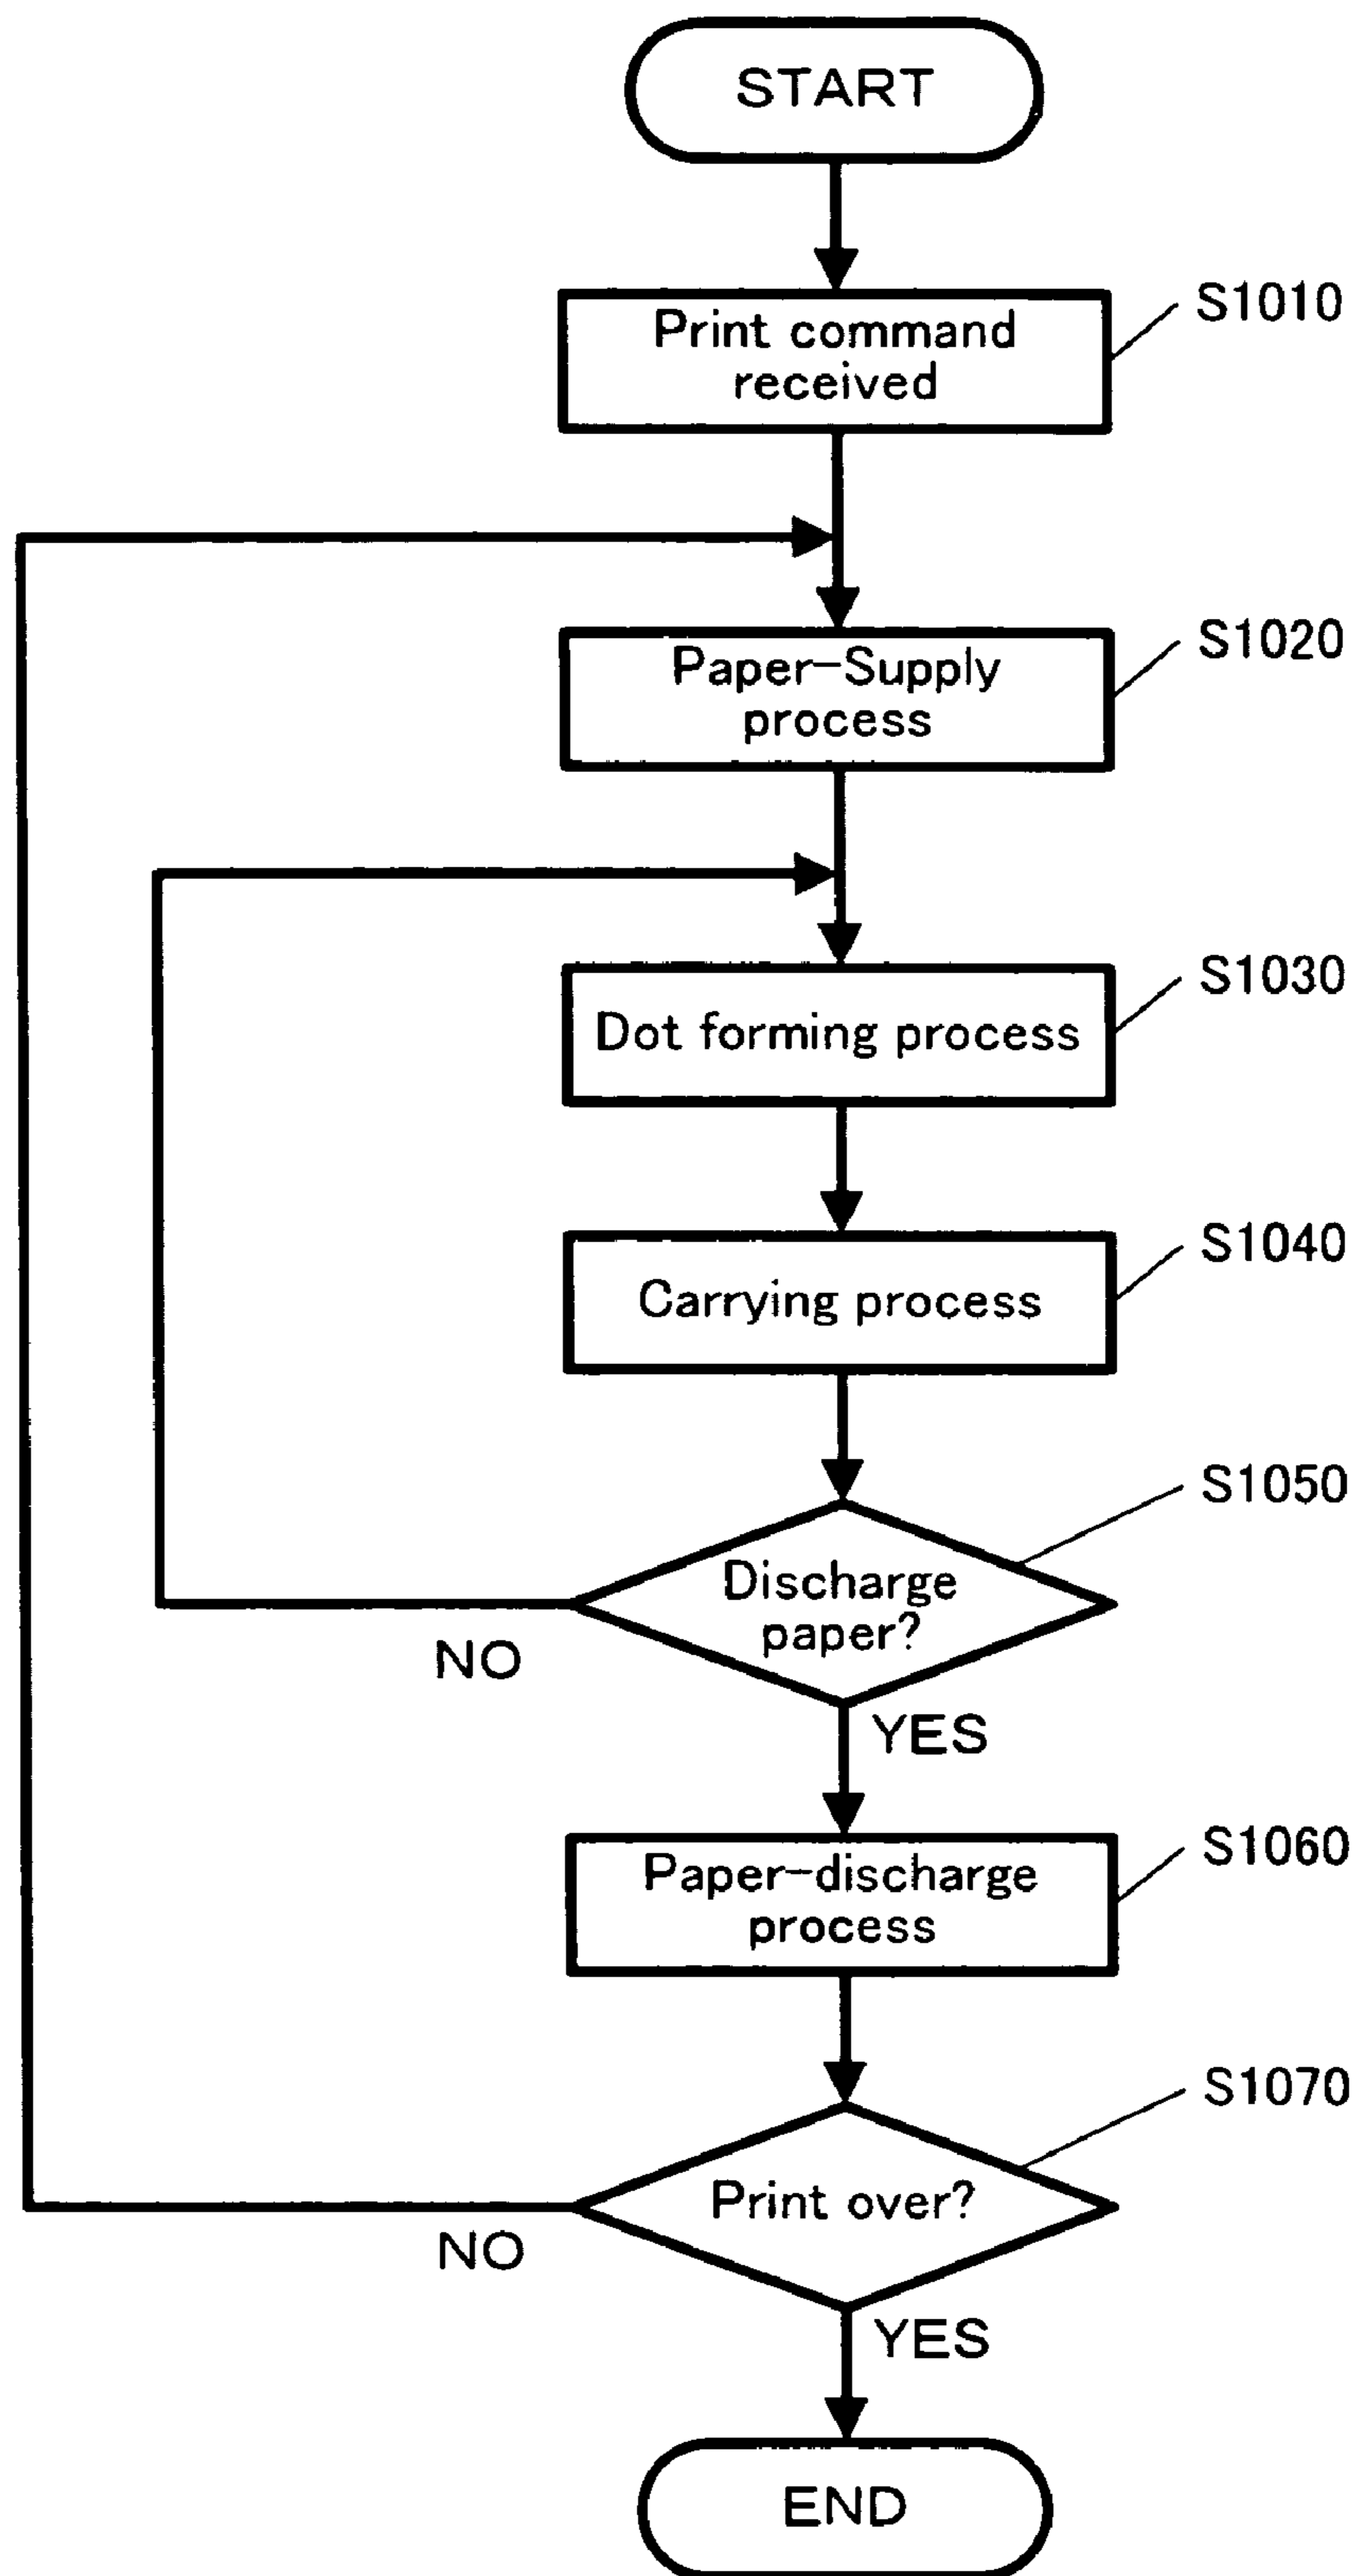 START
Print command
received
S1010
Paper-Supply
process
S1020
Dot forming process
S1030
Carrying process
S1040
Discharge
paper?
S1050
NO
YES
Paper-discharge
process
S1060
Print over?
S1070
NO
YES
END